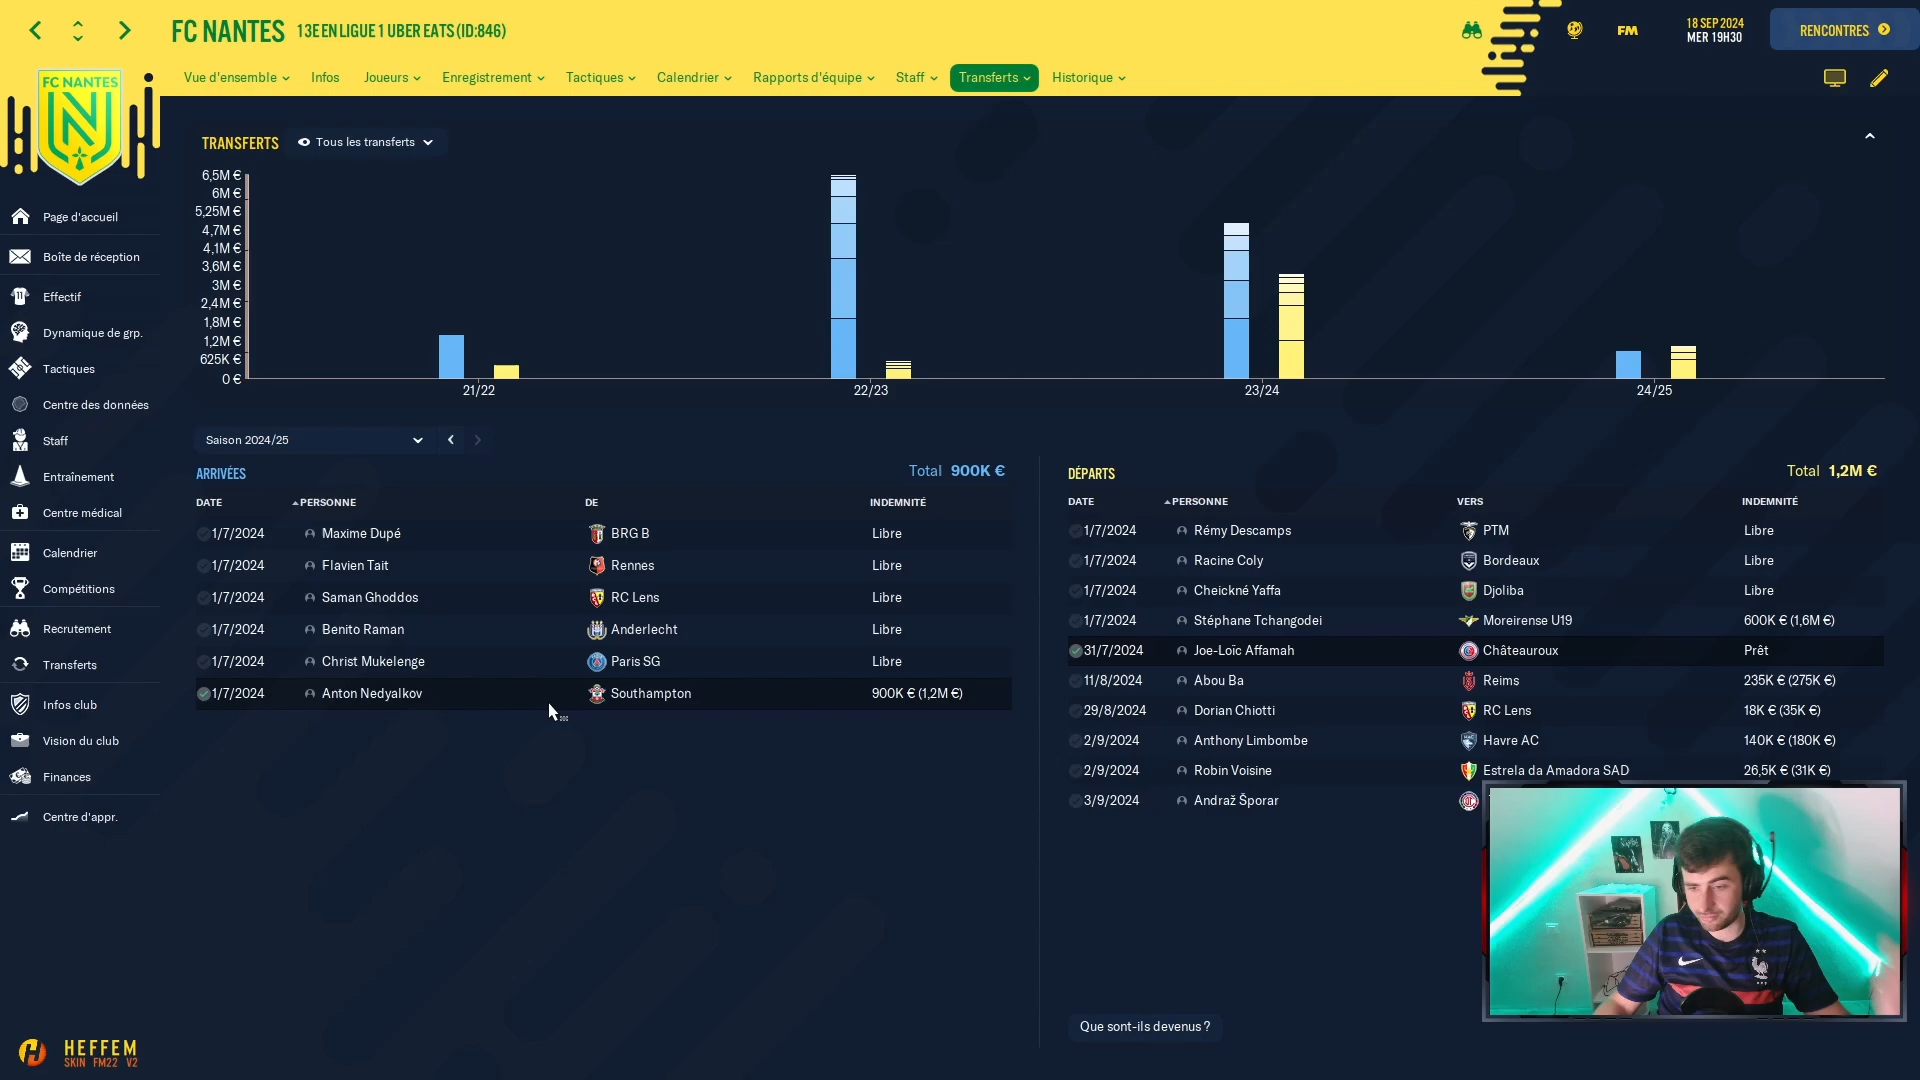 FC NANTES 13E EN LIGUE 1 UBER EATS (ID:846)
FM
18 SEP 2024
MER 19H30
RENCONTRES
Vue d'ensemble Infos Joueurs Enregistrement Tactiques Calendrier Rapports d'équipe Staff Transferts Historique
FC NANTES
N
Page d'accueil
Boîte de réception
11 Effectif
Dynamique de grp.
Tactiques
Centre des données
Staff
Entraînement
Centre médical
Calendrier
Compétitions
Recrutement
Transferts
Infos club
Vision du club
Finances
Centre d'appr.
HEFFEM
SKIN FM22 V2
TRANSFERTS Tous les transferts
6,5M €
6M €
5,25M €
4,7M €
4,1M €
3,6M €
3M €
2,4M €
1,8M €
1,2M €
625K €
0 €
21/22 22/23 23/24 24/25
Saison 2024/25
ARRIVÉES Total 900K €
DATE PERSONNE DE INDEMNITÉ
1/7/2024 Maxime Dupé BRG B Libre
1/7/2024 Flavien Tait Rennes Libre
1/7/2024 Saman Ghoddos RC Lens Libre
1/7/2024 Benito Raman Anderlecht Libre
1/7/2024 Christ Mukelenge Paris SG Libre
1/7/2024 Anton Nedyalkov Southampton 900K € (1,2M €)
DÉPARTS Total 1,2M €
DATE PERSONNE VERS INDEMNITÉ
1/7/2024 Rémy Descamps PTM Libre
1/7/2024 Racine Coly Bordeaux Libre
1/7/2024 Cheickné Yaffa Djoliba Libre
1/7/2024 Stéphane Tchangodei Moreirense U19 600K € (1,6M €)
31/7/2024 Joe-Loïc Affamah Châteauroux Prêt
11/8/2024 Abou Ba Reims 235K € (275K €)
29/8/2024 Dorian Chiotti RC Lens 18K € (35K €)
2/9/2024 Anthony Limbombe Havre AC 140K € (180K €)
2/9/2024 Robin Voisine Estrela da Amadora SAD 26,5K € (31K €)
3/9/2024 Andraž Šporar
Que sont-ils devenus ?